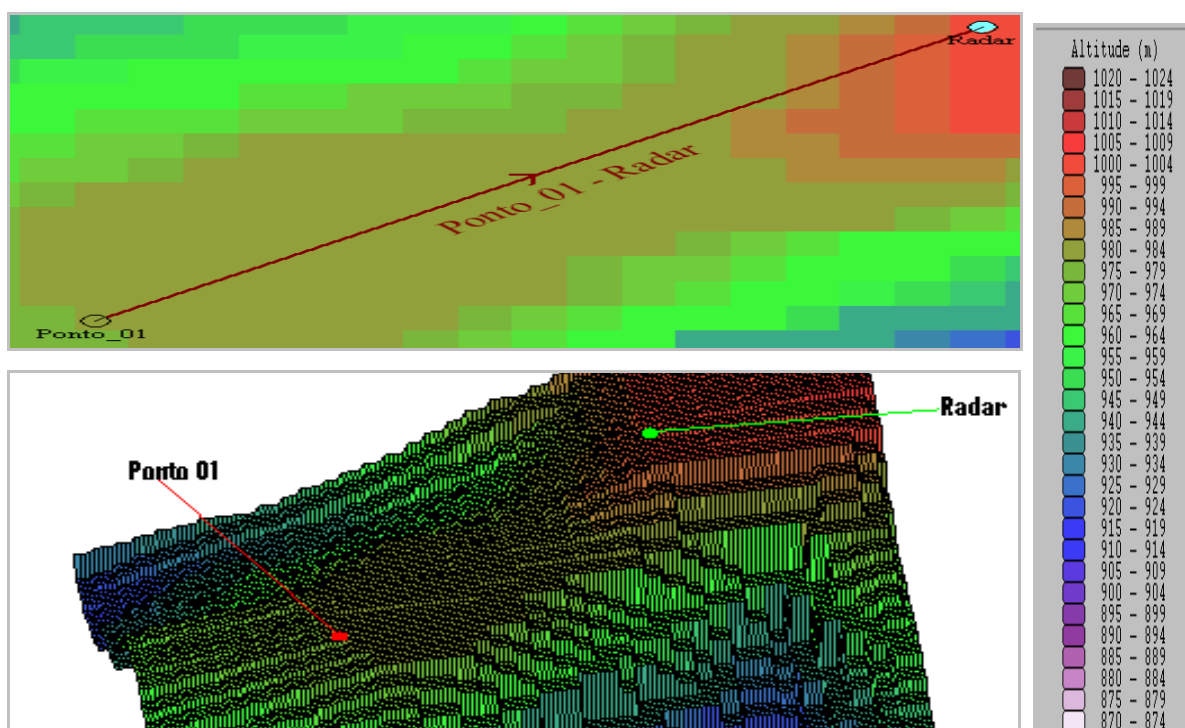 Radar
Ponto_01 - Radar
Ponto_01
Radar
Ponto 01
Altitude (m)
1020 - 1024
1015 - 1019
1010 - 1014
1005 - 1009
1000 - 1004
995 - 999
990 - 994
985 - 989
980 - 984
975 - 979
970 - 974
965 - 969
960 - 964
955 - 959
950 - 954
945 - 949
940 - 944
935 - 939
930 - 934
925 - 929
920 - 924
915 - 919
910 - 914
905 - 909
900 - 904
895 - 899
890 - 894
885 - 889
880 - 884
875 - 879
870 - 874